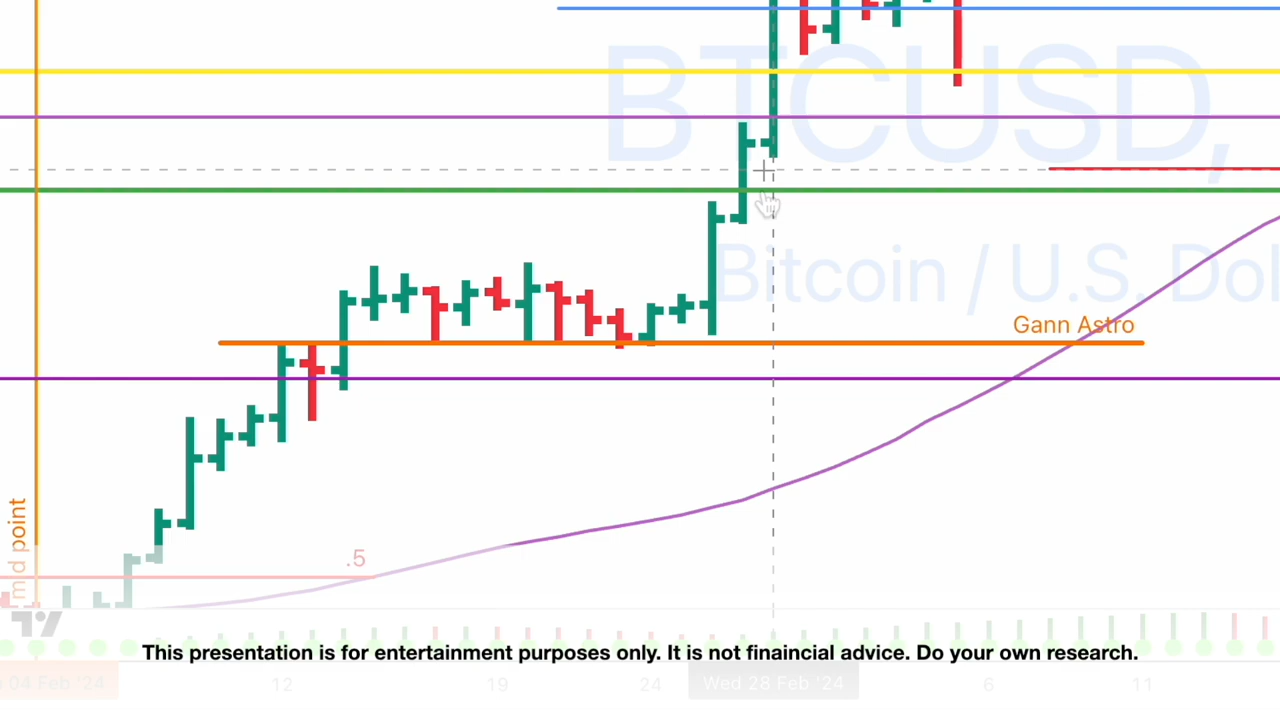 BTCUSD,
Bitcoin / U.S. Dol
Gann Astro
mid point
.5
This presentation is for entertainment purposes only. It is not finaincial advice. Do your own research.
04 Feb '24
12
19
24
Wed 28 Feb '24
6
11